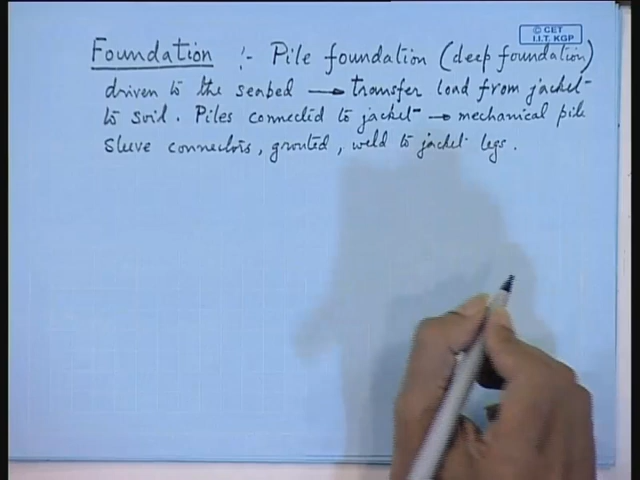 © CET
I.I.T. KGP
Foundation :- Pile foundation (deep foundation)
driven to the seabed → transfer load from jacket
to soil. Piles connected to jacket → mechanical pile
sleeve connectors, grouted, weld to jacket legs.